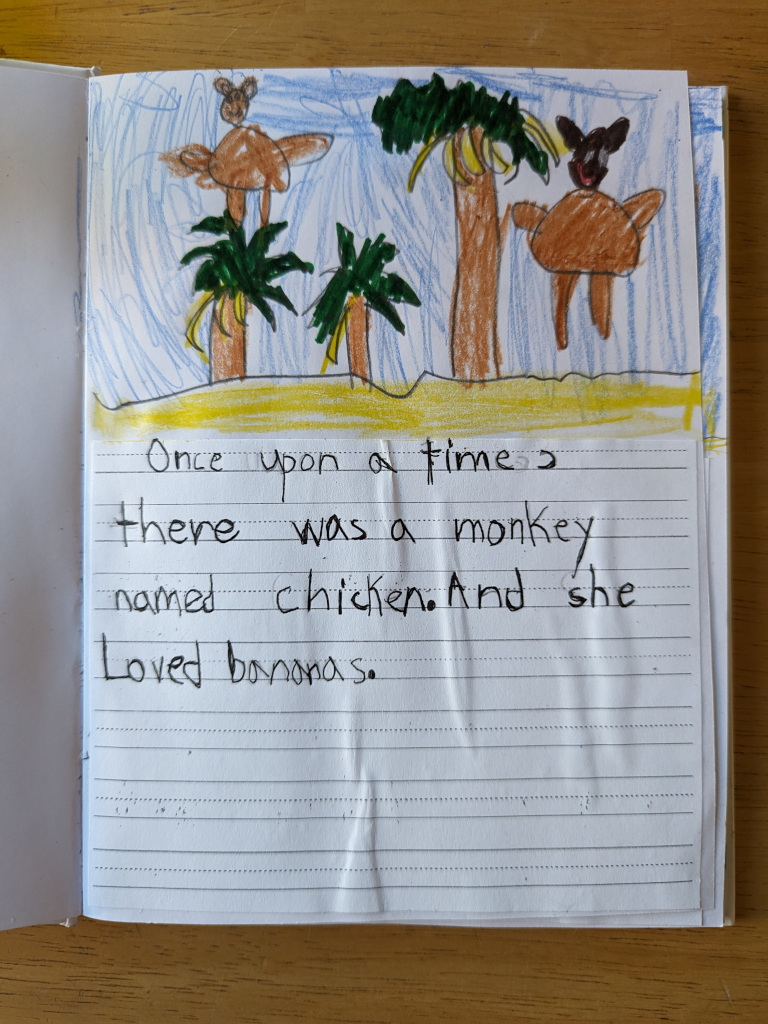 Once upon a time,
there was a monkey
named chicken. And she
Loved bananas.